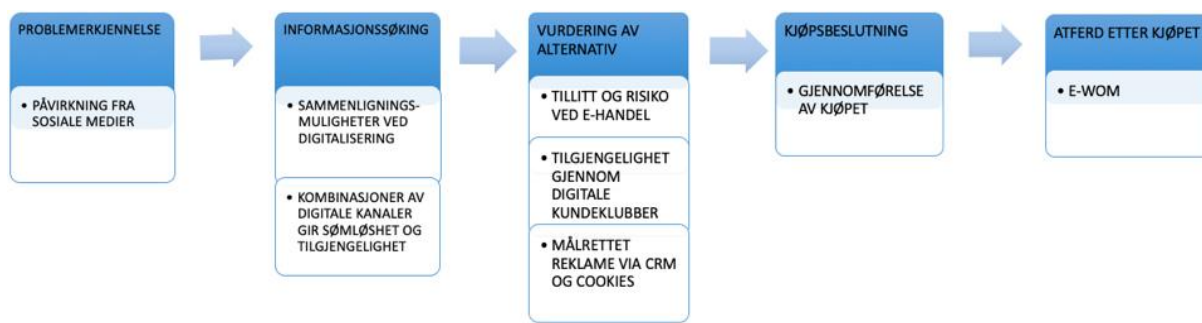 PROBLEMERKJENNELSE
• PÅVIRKNING FRA
SOSIALE MEDIER
INFORMASJONSSØKING
• SAMMENLIGNINGS-
MULIGHETER VED
DIGITALISERING
• KOMBINASJONER AV
DIGITALE KANALER
GIR SØMLØSHET OG
TILGJENGELIGHET
VURDERING AV
ALTERNATIV
• TILLITT OG RISIKO
VED E-HANDEL
• TILGJENGELIGHET
GJENNOM
DIGITALE
KUNDEKLUBBER
• MÅLRETTET
REKLAME VIA CRM
OG COOKIES
KJØPSBESLUTNING
• GJENNOMFØRELSE
AV KJØPET
ATFERD ETTER KJØPET
• E-WOM